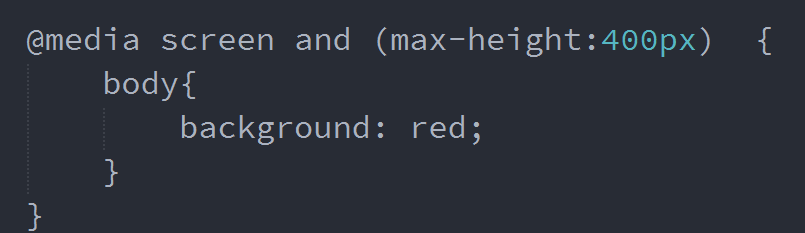 @media screen and (max-height:400px)  {
    body{
        background: red;
    }
}